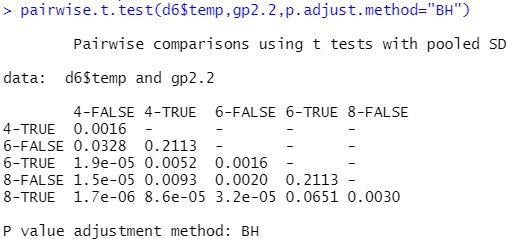 > pairwise.t.test(d6$temp,gp2.2,p.adjust.method="BH")
Pairwise comparisons using t tests with pooled SD
data:  d6$temp and gp2.2
        4-FALSE 4-TRUE  6-FALSE 6-TRUE 8-FALSE
4-TRUE  0.0016  -       -       -      -
6-FALSE 0.0328  0.2113  -       -      -
6-TRUE  1.9e-05 0.0052  0.0016  -      -
8-FALSE 1.5e-05 0.0093  0.0020  0.2113 -
8-TRUE  1.7e-06 8.6e-05 3.2e-05 0.0651 0.0030
P value adjustment method: BH